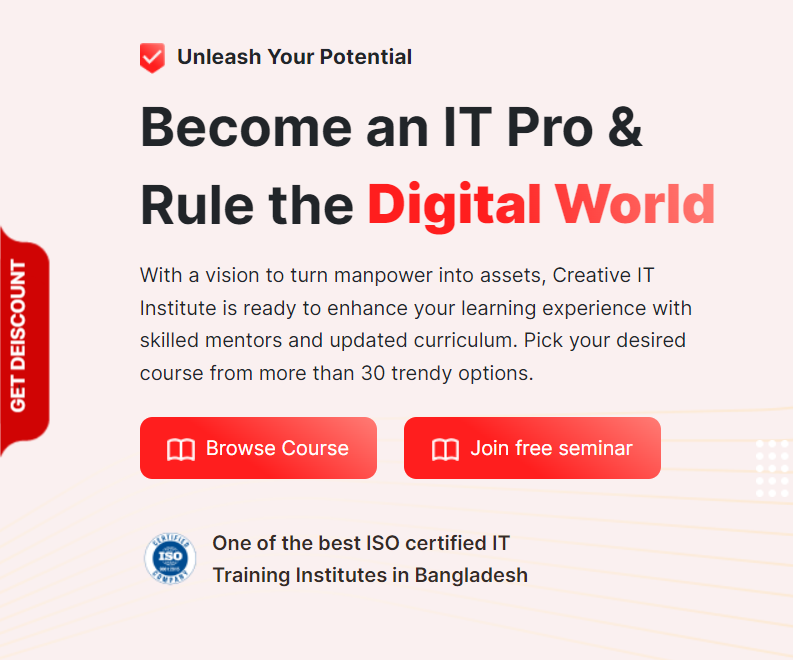 Unleash Your Potential
Become an IT Pro &
Rule the Digital World
With a vision to turn manpower into assets, Creative IT
Institute is ready to enhance your learning experience with
skilled mentors and updated curriculum. Pick your desired
course from more than 30 trendy options.
GET DEISCOUNT
Browse Course
Join free seminar
CERTIFIED
ISO
COMPANY
One of the best ISO certified IT
Training Institutes in Bangladesh